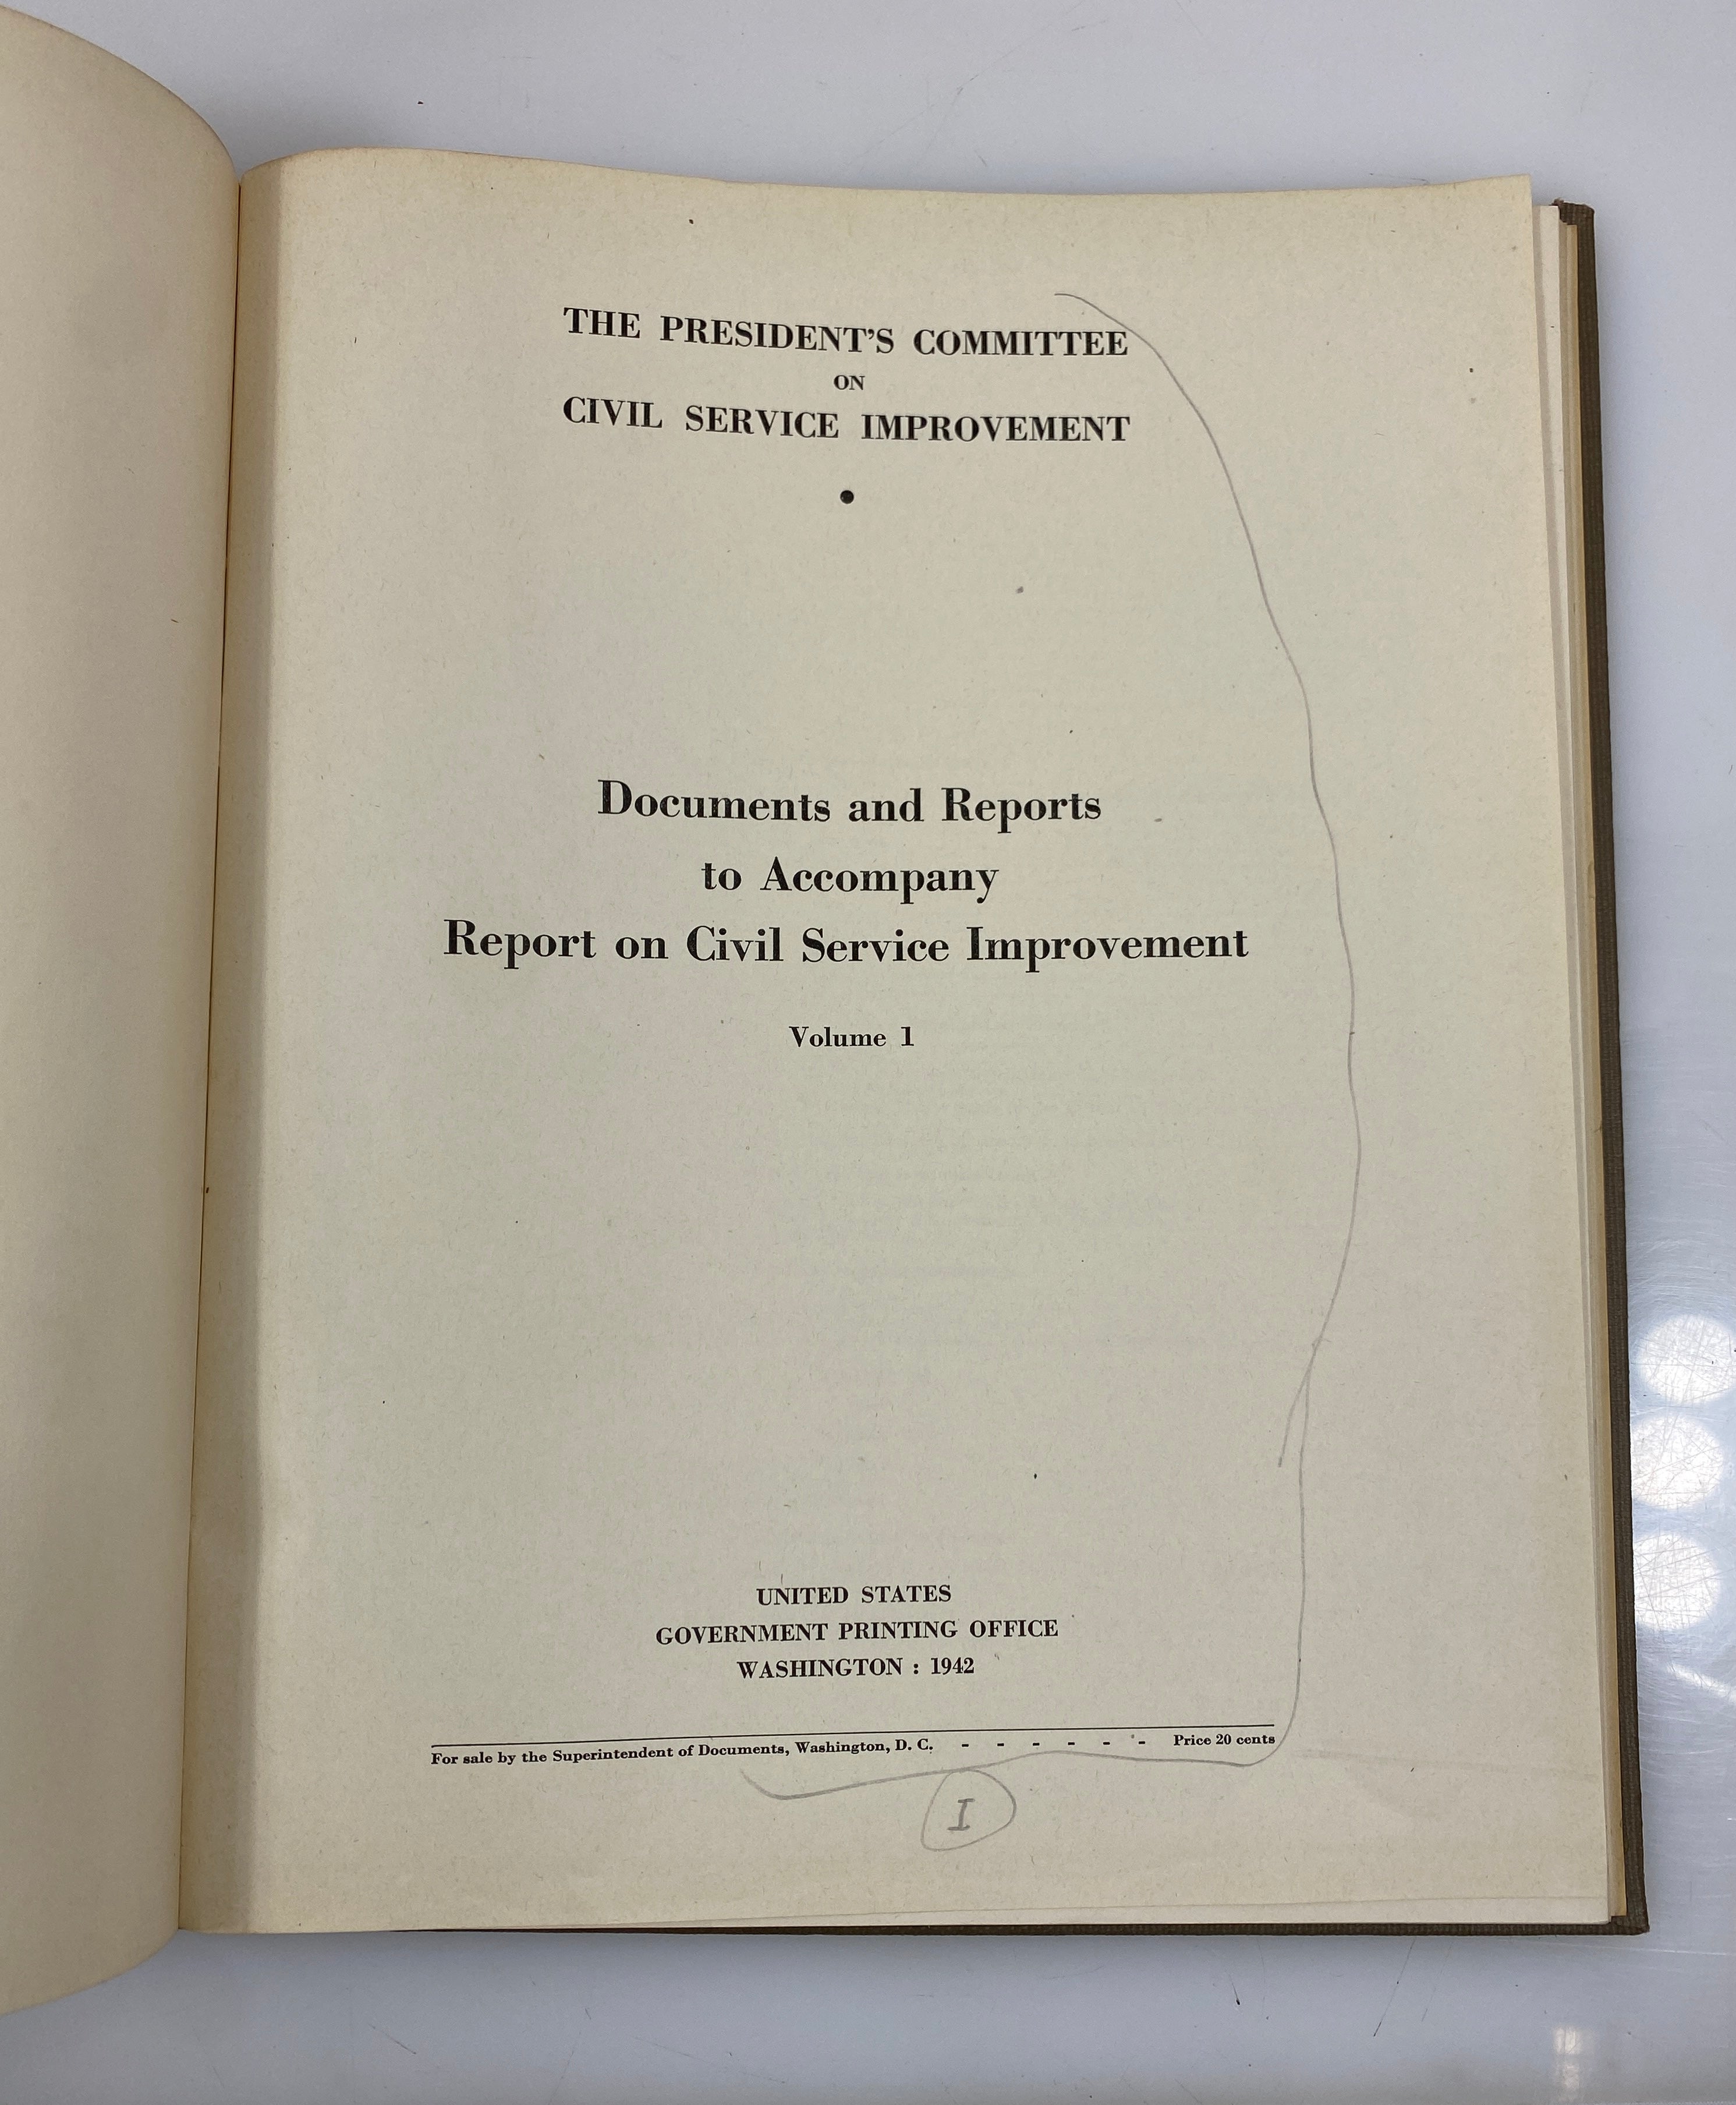 THE PRESIDENT'S COMMITTEE
ON
CIVIL SERVICE IMPROVEMENT
Documents and Reports
to Accompany
Report on Civil Service Improvement
Volume 1
UNITED STATES
GOVERNMENT PRINTING OFFICE
WASHINGTON : 1942
For sale by the Superintendent of Documents, Washington, D. C. - - - - - - Price 20 cents
I